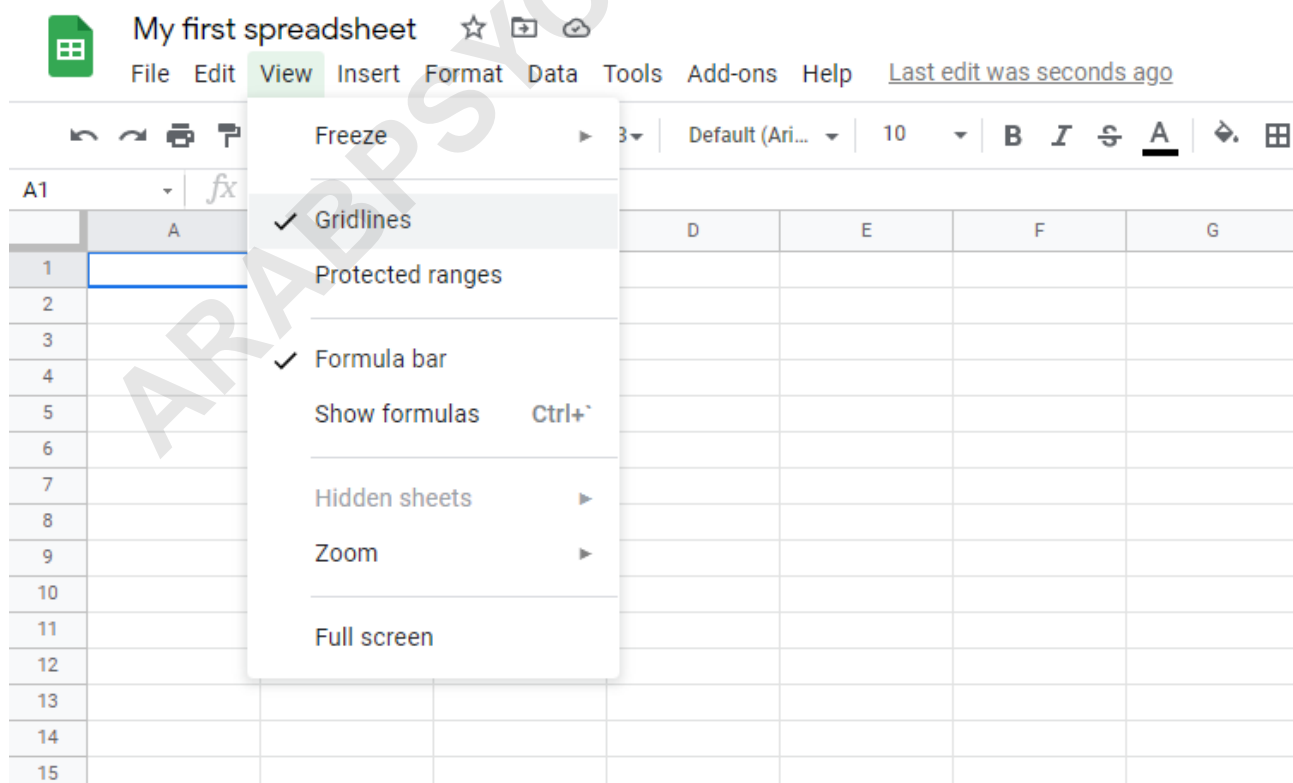 My first spreadsheet
File Edit View Insert Format Data Tools Add-ons Help Last edit was seconds ago
Default (Ari... 10 B I S A
A1 fx
A D E F G
Freeze
Gridlines
Protected ranges
Formula bar
Show formulas Ctrl+`
Hidden sheets
Zoom
Full screen
1
2
3
4
5
6
7
8
9
10
11
12
13
14
15